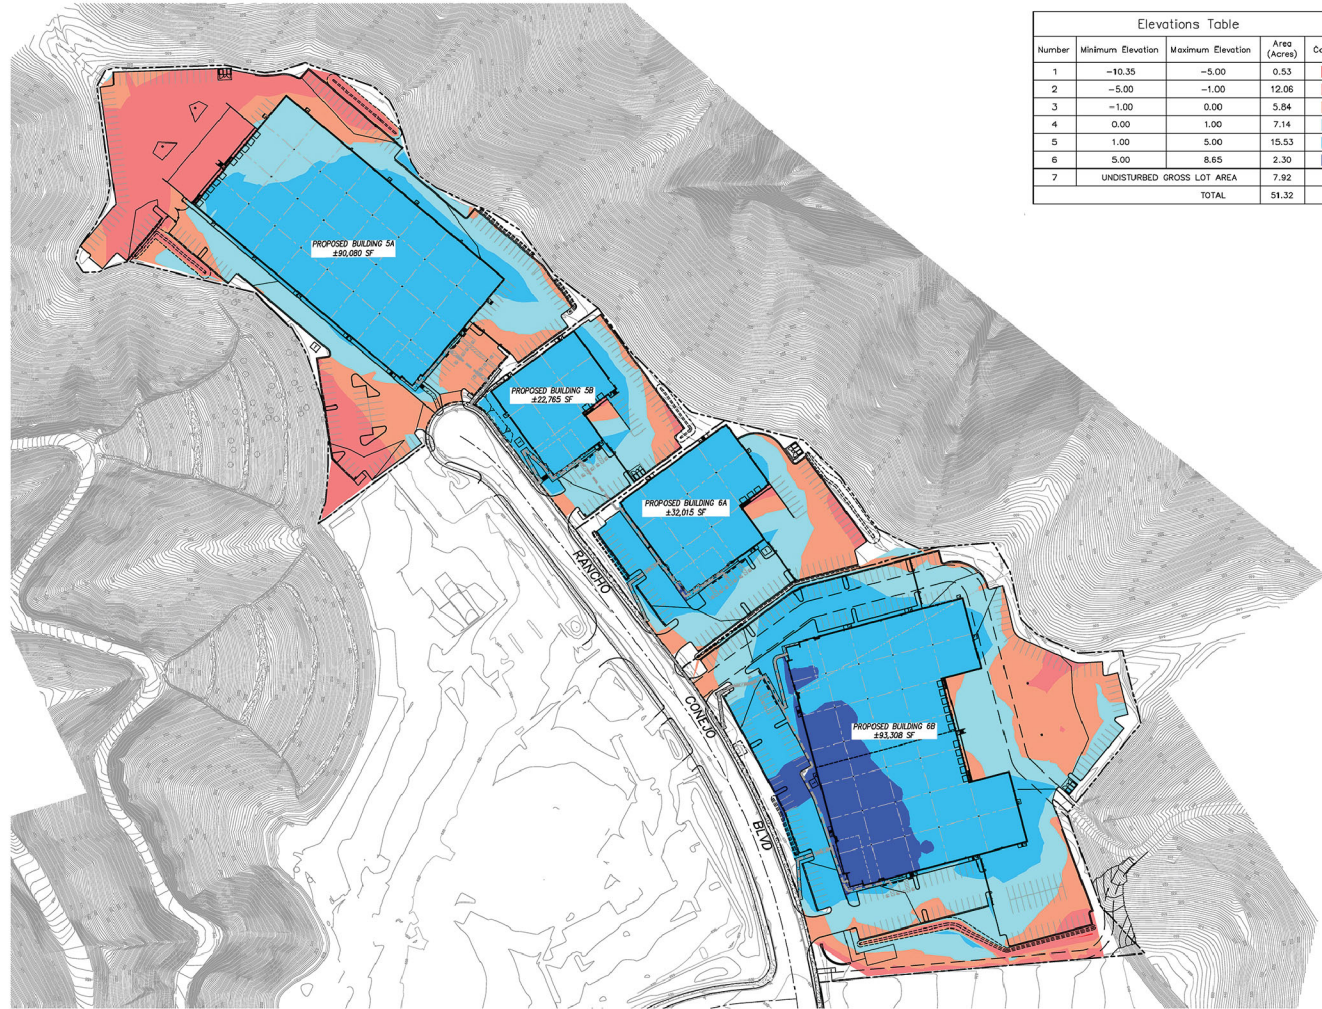 Elevations Table
Number Minimum Elevation Maximum Elevation Area (Acres)
1 -10.35 -5.00 0.53
2 -5.00 -1.00 12.06
3 -1.00 0.00 5.84
4 0.00 1.00 7.14
5 1.00 5.00 15.53
6 5.00 8.65 2.30
7 UNDISTURBED GROSS LOT AREA 7.92
TOTAL 51.32
PROPOSED BUILDING 5A
±90,080 SF
PROPOSED BUILDING 5B
±22,765 SF
PROPOSED BUILDING 6A
±32,015 SF
RANCHO
CONEJO
BLVD
PROPOSED BUILDING 6B
±93,308 SF